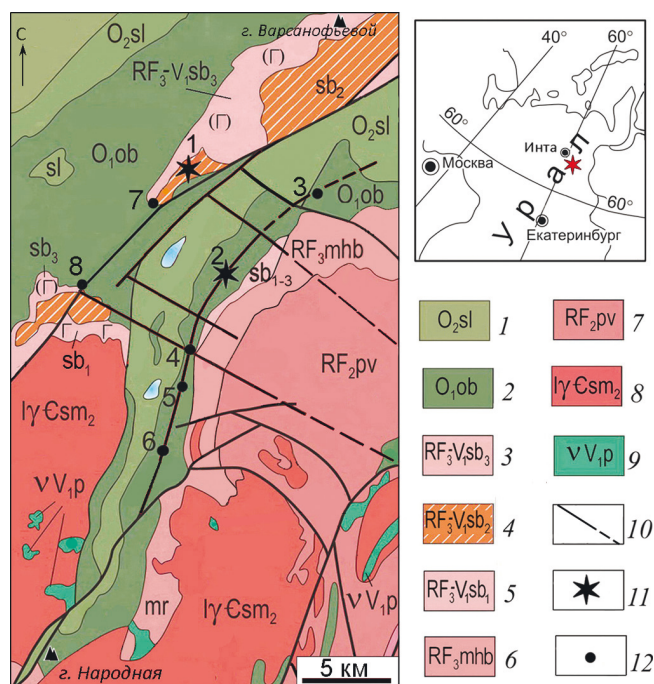 г. Варсанофьевой
С
O₂sl
RF₃-V₁sb₃
(Г)
sb₂
(Г)
O₂sl
1
sl
O₁ob
3
O₁ob
7
RF₃mhb
sb₃
8
2
sb₁₋₃
(Г)
Г Г
sb₁
4
RF₂pv
lγЄsm₂
5
6
νV₁p
mr
lγЄsm₂
νV₁p
г. Народная
5 км
40° 60°
60°
Инта
Москва
Урал
60°
Екатеринбург
O₂sl 1
RF₂pv 7
O₁ob 2
lγЄsm₂ 8
RF₃-V₁sb₃ 3
νV₁p 9
RF₃-V₁sb₂ 4
10
RF₃-V₁sb₁ 5
11
RF₃mhb 6
12